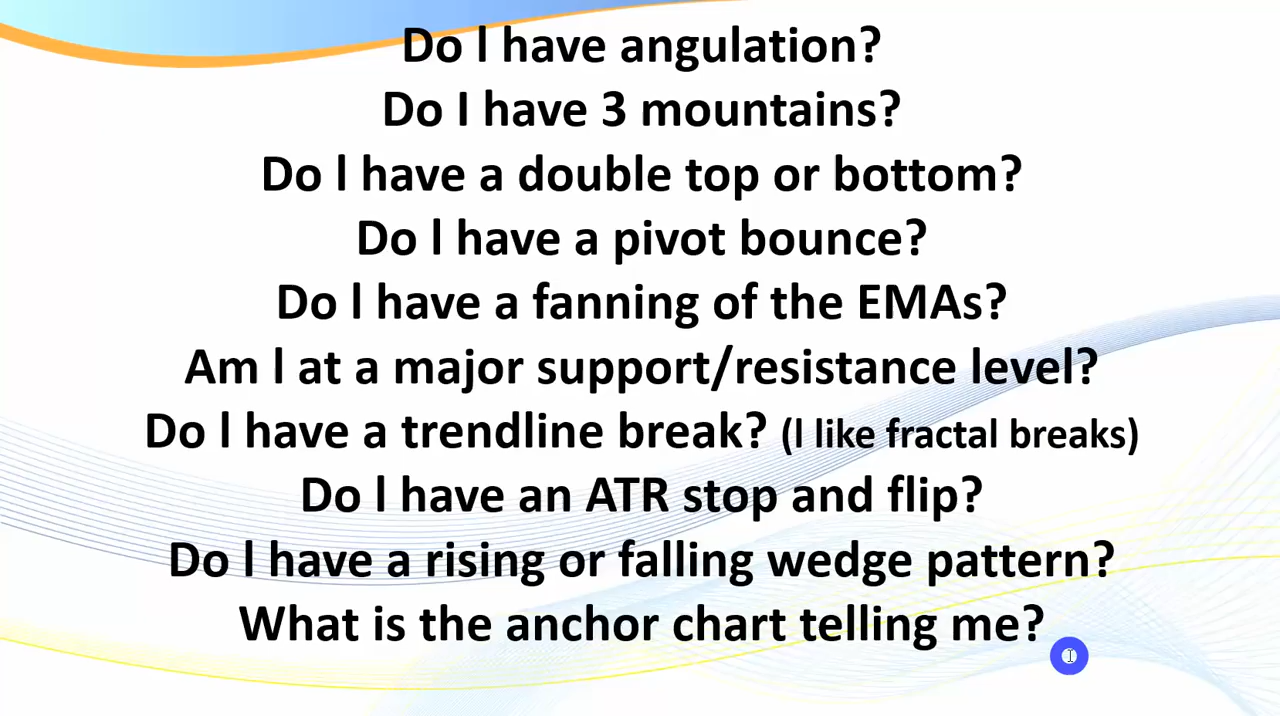 Do I have angulation?
Do I have 3 mountains?
Do I have a double top or bottom?
Do I have a pivot bounce?
Do I have a fanning of the EMAs?
Am I at a major support/resistance level?
Do I have a trendline break? (I like fractal breaks)
Do I have an ATR stop and flip?
Do I have a rising or falling wedge pattern?
What is the anchor chart telling me?